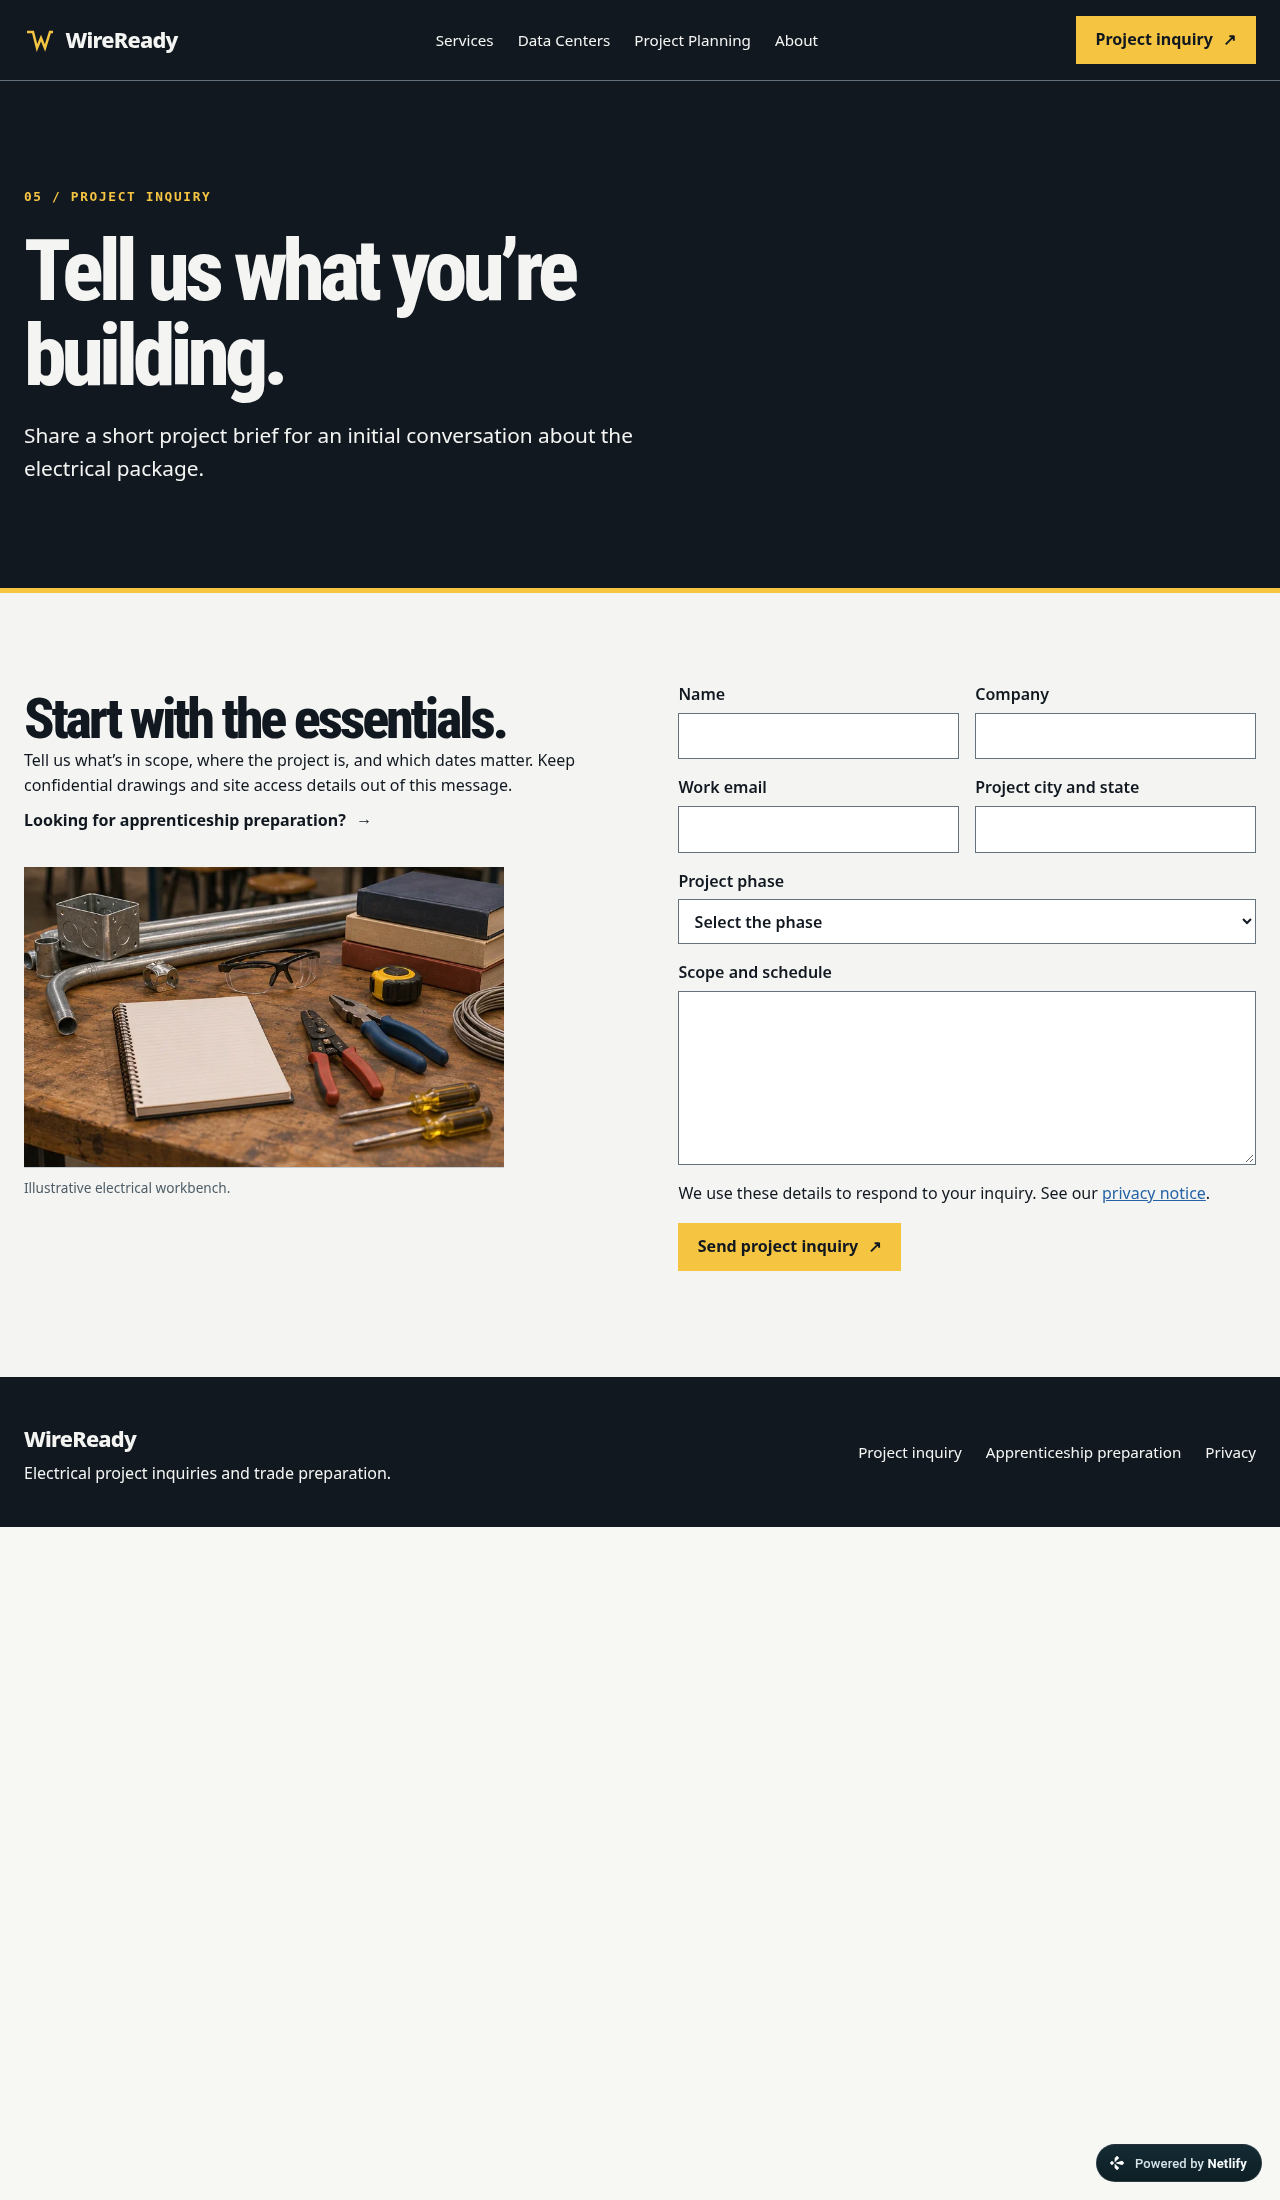 WireReady
Services
Data Centers
Project Planning
About
Project inquiry ↗
05 / PROJECT INQUIRY
Tell us what you’re
building.
Share a short project brief for an initial conversation about the
electrical package.
Start with the essentials.
Tell us what’s in scope, where the project is, and which dates matter. Keep
confidential drawings and site access details out of this message.
Looking for apprenticeship preparation? →
Illustrative electrical workbench.
Name
Company
Work email
Project city and state
Project phase
Select the phase
Scope and schedule
We use these details to respond to your inquiry. See our privacy notice.
Send project inquiry ↗
WireReady
Electrical project inquiries and trade preparation.
Project inquiry
Apprenticeship preparation
Privacy
Powered by Netlify